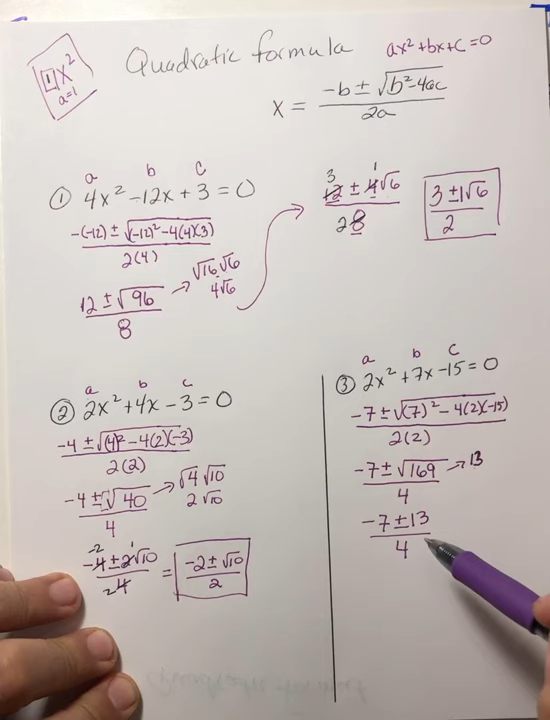 1x²
a=1
Quadratic formula
ax²+bx+c=0
x = (-b ± √(b²-4ac))/2a
a b c
① 4x² -12x + 3 = 0
(-(-12) ± √((-12)² -4(4)(3)))/2(4)
(12 ± √96)/8 → √16 √6
4√6
3 1
(12 ± 4√6)/8
2
(3 ± 1√6)/2
a b c
② 2x² + 4x - 3 = 0
(-4 ± √((4)² - 4(2)(-3)))/2(2)
(-4 ± √40)/4 → √4 √10
2√10
-2 1
(-4 ± 2√10)/4 = (-2 ± √10)/2
2
a b c
③ 2x² + 7x - 15 = 0
(-7 ± √((7)² - 4(2)(-15)))/2(2)
(-7 ± √169)/4 → 13
(-7 ± 13)/4